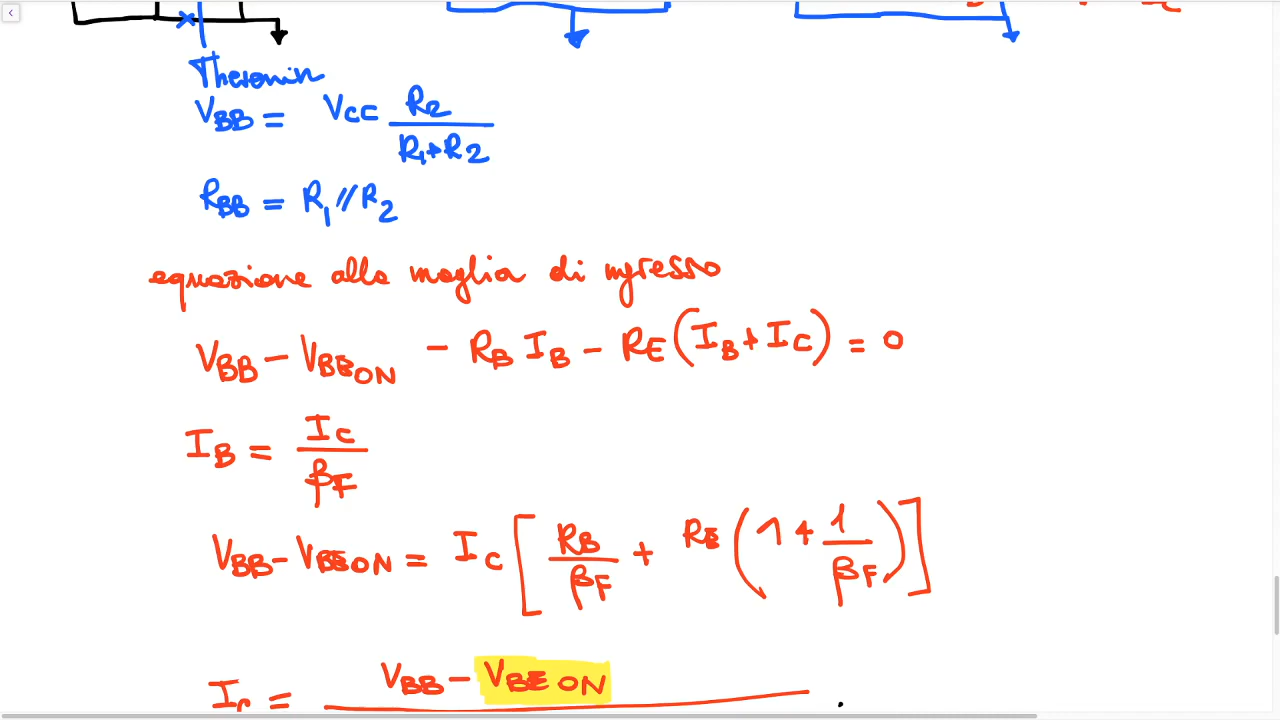 Thevenin
VBB = VCC R2 / R1+R2
RBB = R1 // R2
equazione alla maglia di ingresso
VBB - VBEON - RB IB - RE (IB + IC) = 0
IB = IC / βF
VBB - VBEON = IC [ RB / βF + RE ( 1 + 1 / βF ) ]
VBB - VBE ON